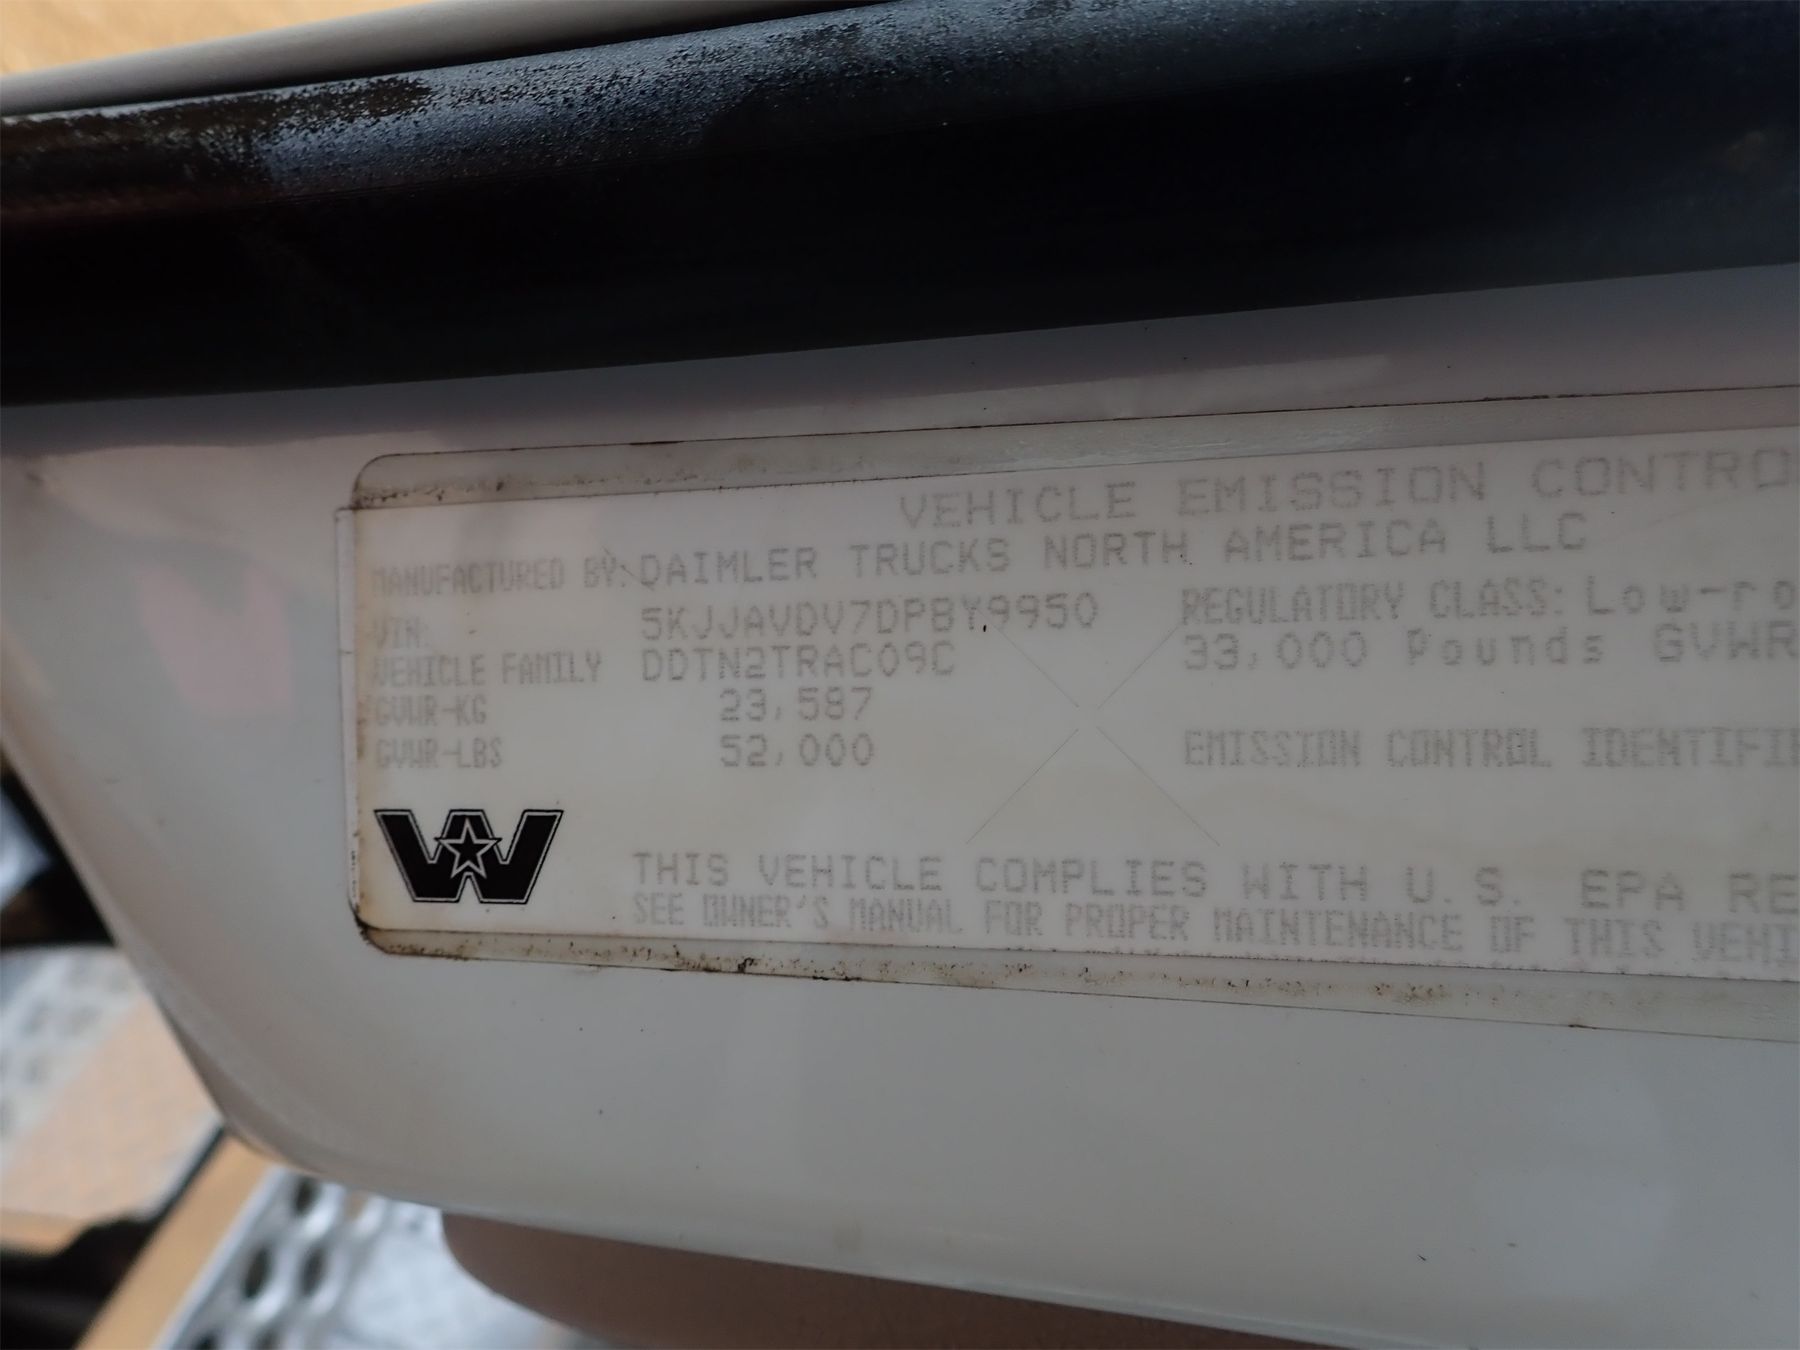 VEHICLE EMISSION CONTRO
MANUFACTURED BY: DAIMLER TRUCKS NORTH AMERICA LLC
VIN: 5KJJAVDV7DPBY9950 REGULATORY CLASS: Low-ro
VEHICLE FAMILY DDTN2TRAC09C 33,000 Pounds GVWR
GVWR-KG 23,587
GVWR-LBS 52,000 EMISSION CONTROL IDENTIFI
W
THIS VEHICLE COMPLIES WITH U.S. EPA RE
SEE OWNER'S MANUAL FOR PROPER MAINTENANCE OF THIS VEHI